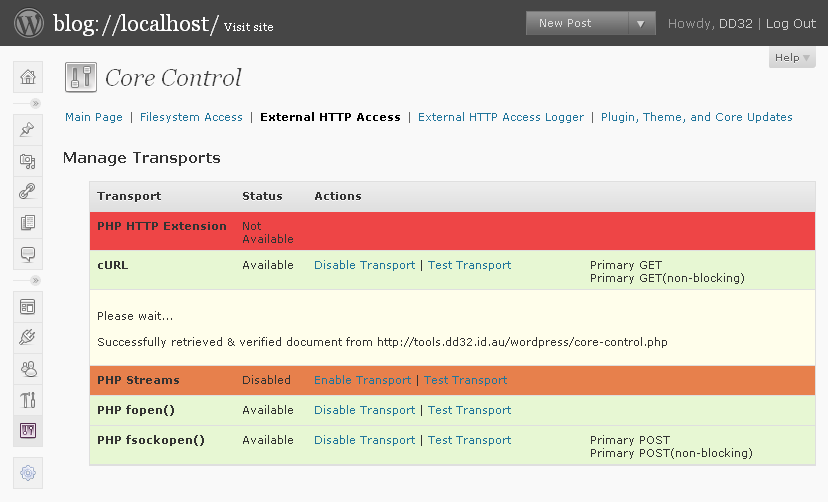 blog://localhost/ Visit site New Post Howdy, DD32 | Log Out
Help
Core Control
Main Page | Filesystem Access | External HTTP Access | External HTTP Access Logger | Plugin, Theme, and Core Updates
Manage Transports
Transport Status Actions
PHP HTTP Extension Not
Available
cURL Available Disable Transport | Test Transport Primary GET
Primary GET(non-blocking)
Please wait...
Successfully retrieved & verified document from http://tools.dd32.id.au/wordpress/core-control.php
PHP Streams Disabled Enable Transport | Test Transport
PHP fopen() Available Disable Transport | Test Transport
PHP fsockopen() Available Disable Transport | Test Transport Primary POST
Primary POST(non-blocking)